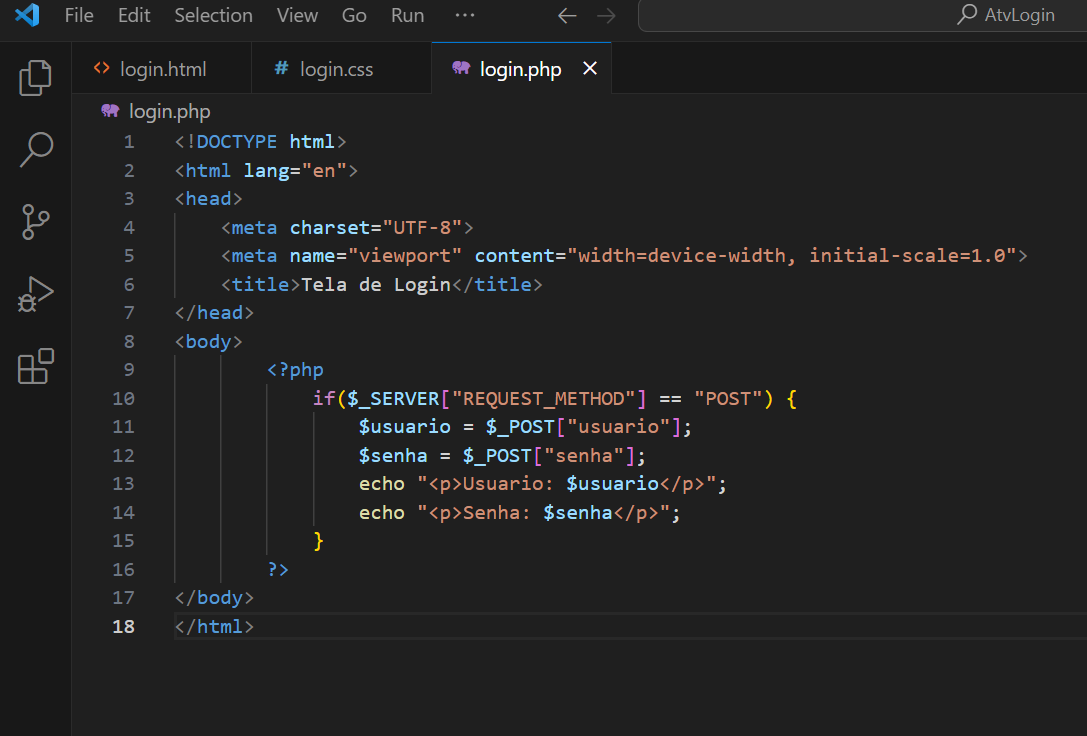 File Edit Selection View Go Run ··· AtvLogin
login.html login.css login.php
login.php
1 <!DOCTYPE html>
2 <html lang="en">
3 <head>
4 <meta charset="UTF-8">
5 <meta name="viewport" content="width=device-width, initial-scale=1.0">
6 <title>Tela de Login</title>
7 </head>
8 <body>
9 <?php
10 if($_SERVER["REQUEST_METHOD"] == "POST") {
11 $usuario = $_POST["usuario"];
12 $senha = $_POST["senha"];
13 echo "<p>Usuario: $usuario</p>";
14 echo "<p>Senha: $senha</p>";
15 }
16 ?>
17 </body>
18 </html>